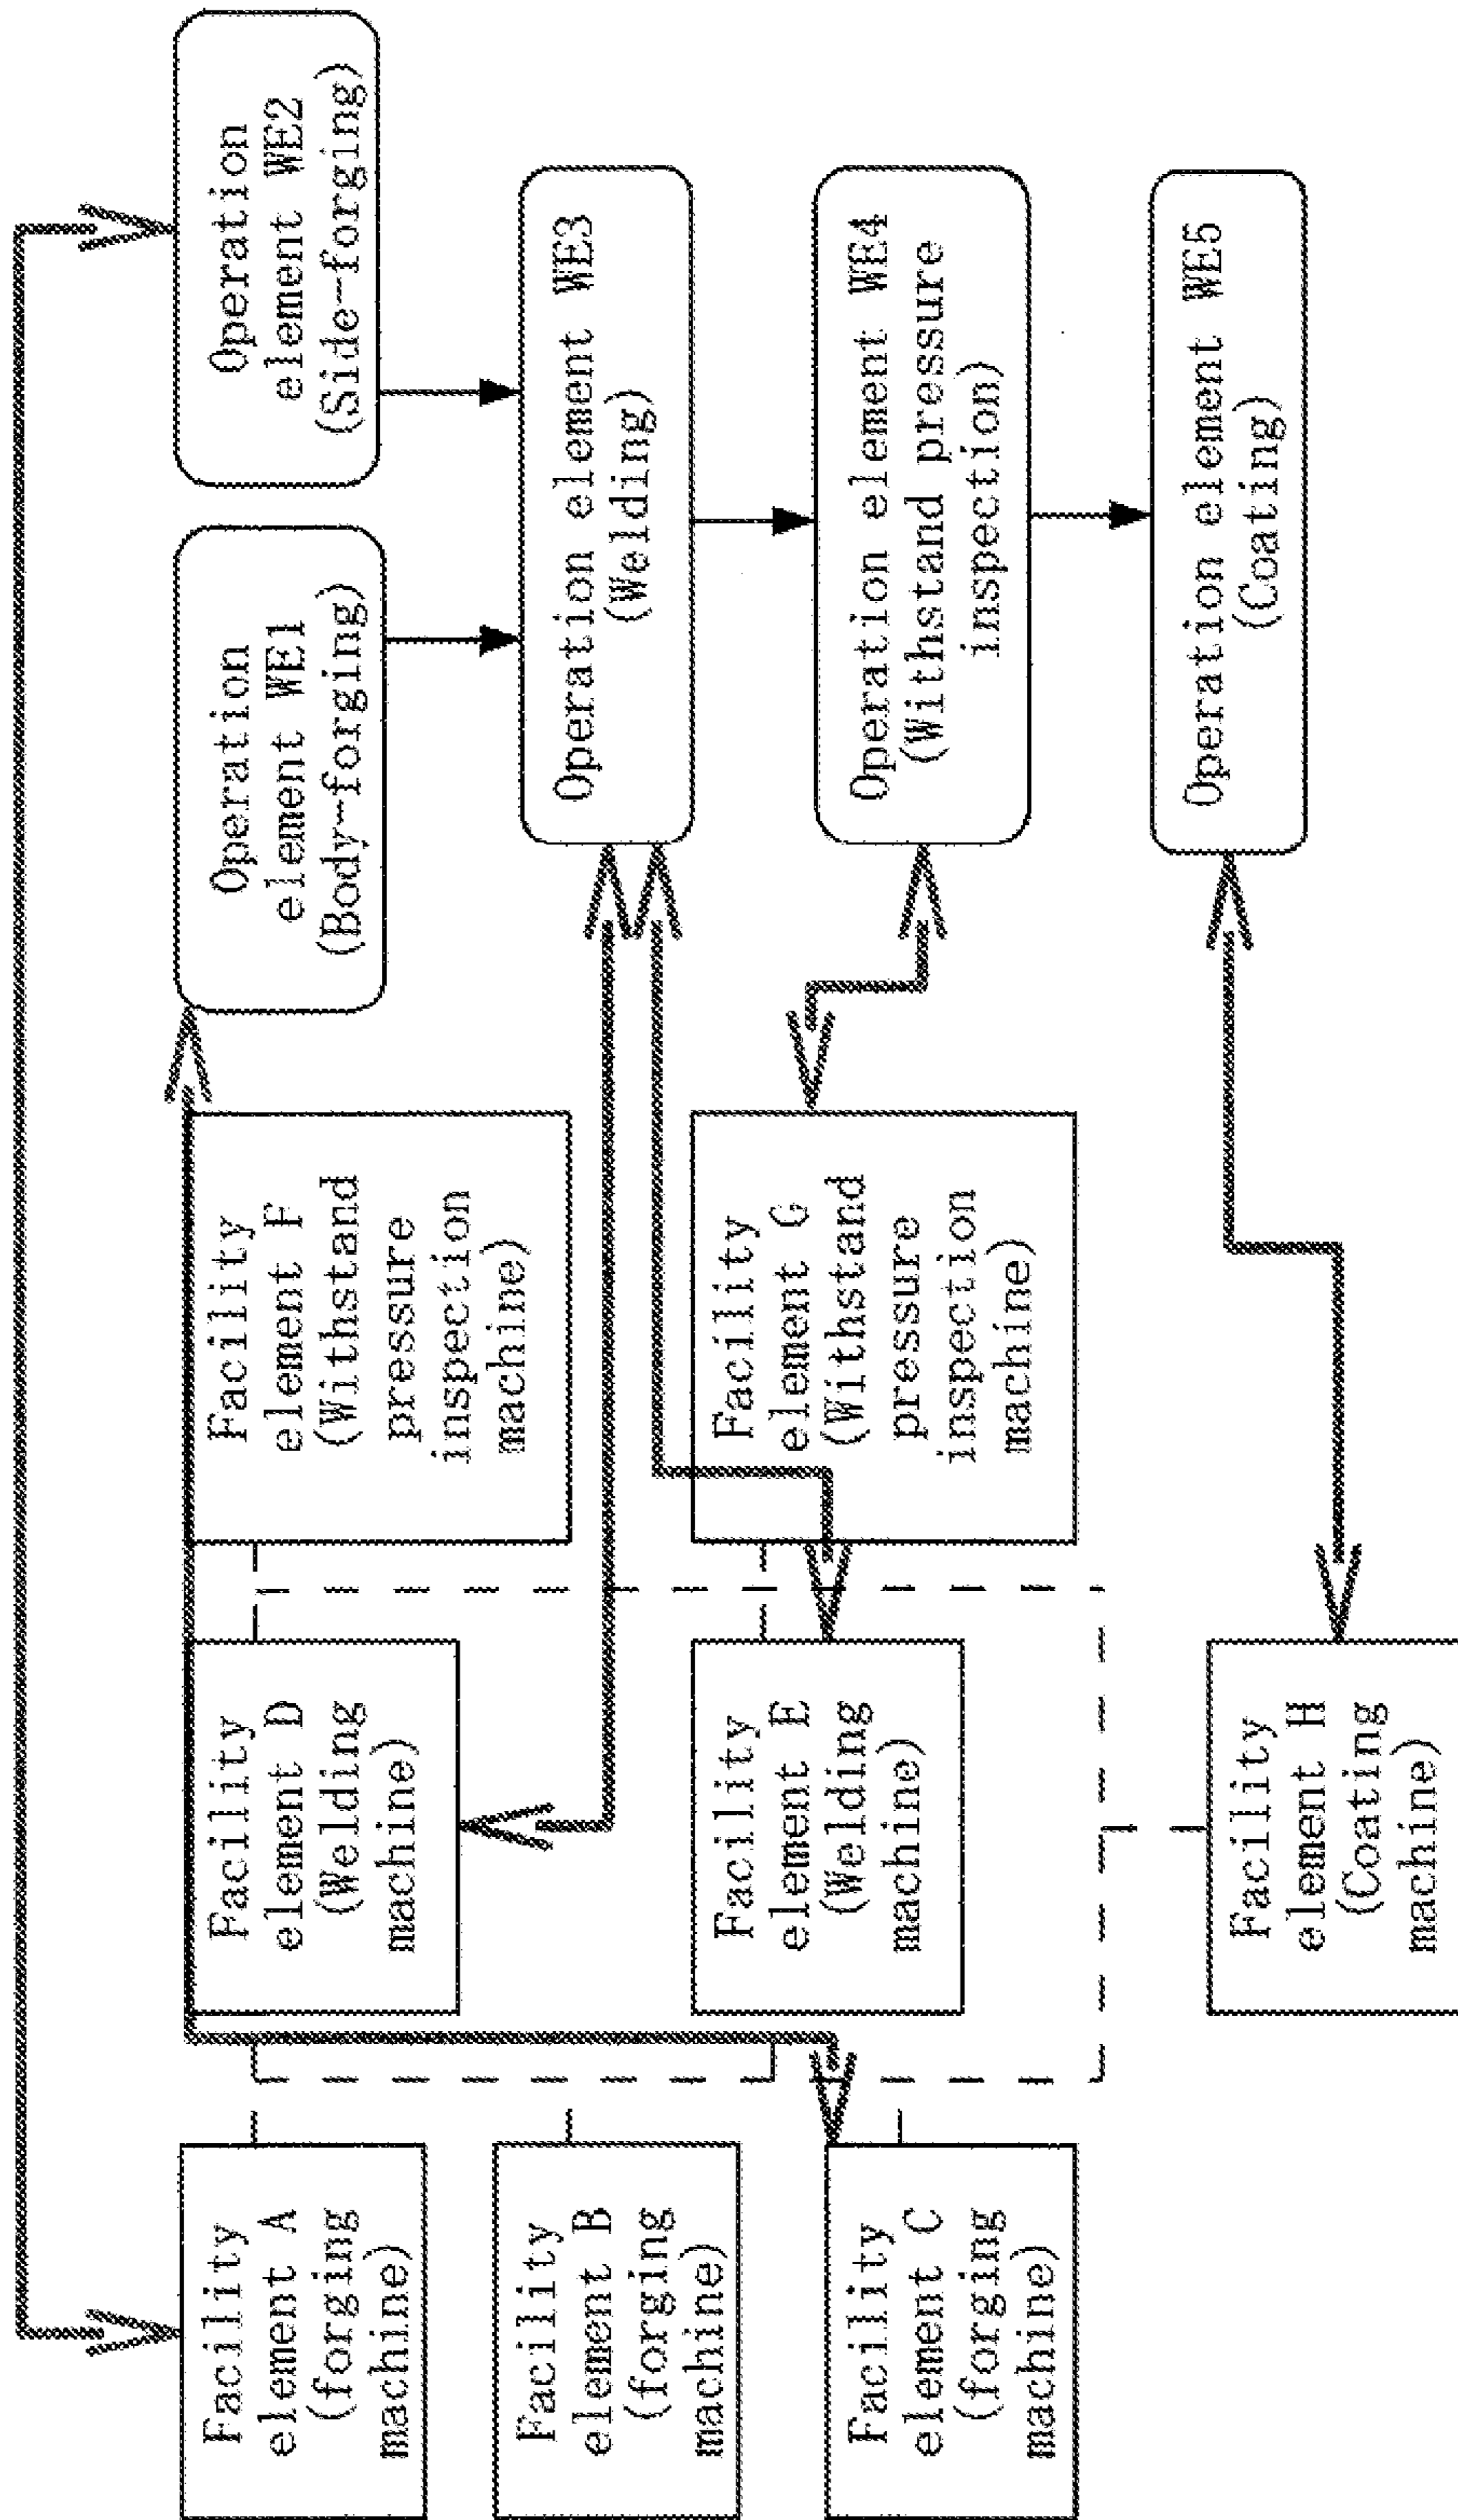 Facility
element A
(forging
machine)
Facility
element B
(forging
machine)
Facility
element C
(forging
machine)
Facility
element D
(Welding
machine)
Facility
element E
(Welding
machine)
Facility
element H
(Coating
machine)
Facility
element F
(Withstand
pressure
inspection
machine)
Facility
element G
(Withstand
pressure
inspection
machine)
Operation
element WE1
(Body-forging)
Operation
element WE2
(Side-forging)
Operation element WE3
(Welding)
Operation element WE4
(Withstand pressure
inspection)
Operation element WE5
(Coating)